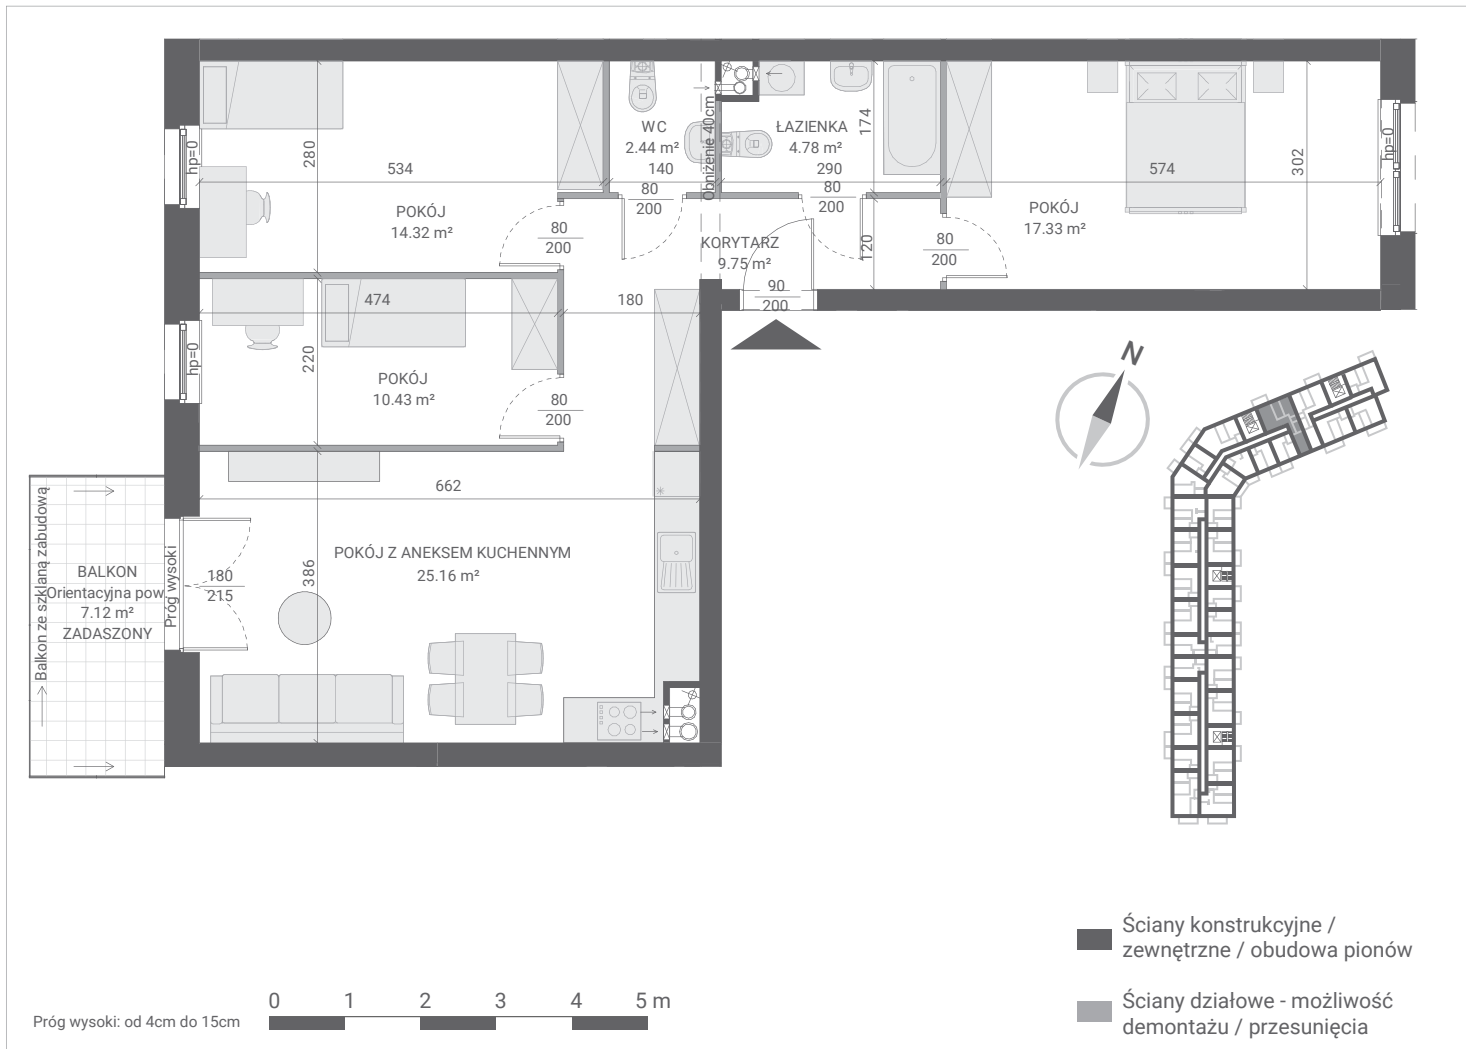 280
534
POKÓJ
14.32 m²
hp=0
WC
2.44 m²
140
80
200
Obniżenie 40cm
ŁAZIENKA
4.78 m²
290
80
200
174
120
574
302
hp=0
POKÓJ
17.33 m²
80
200
80
200
KORYTARZ
9.75 m²
90
200
180
474
220
hp=0
POKÓJ
10.43 m²
80
200
662
386
POKÓJ Z ANEKSEM KUCHENNYM
25.16 m²
180
215
Próg wysoki
Balkon ze szklaną zabudową
BALKON
Orientacyjna pow.
7.12 m²
ZADASZONY
N
Ściany konstrukcyjne /
zewnętrzne / obudowa pionów
Ściany działowe - możliwość
demontażu / przesunięcia
Próg wysoki: od 4cm do 15cm
0 1 2 3 4 5 m